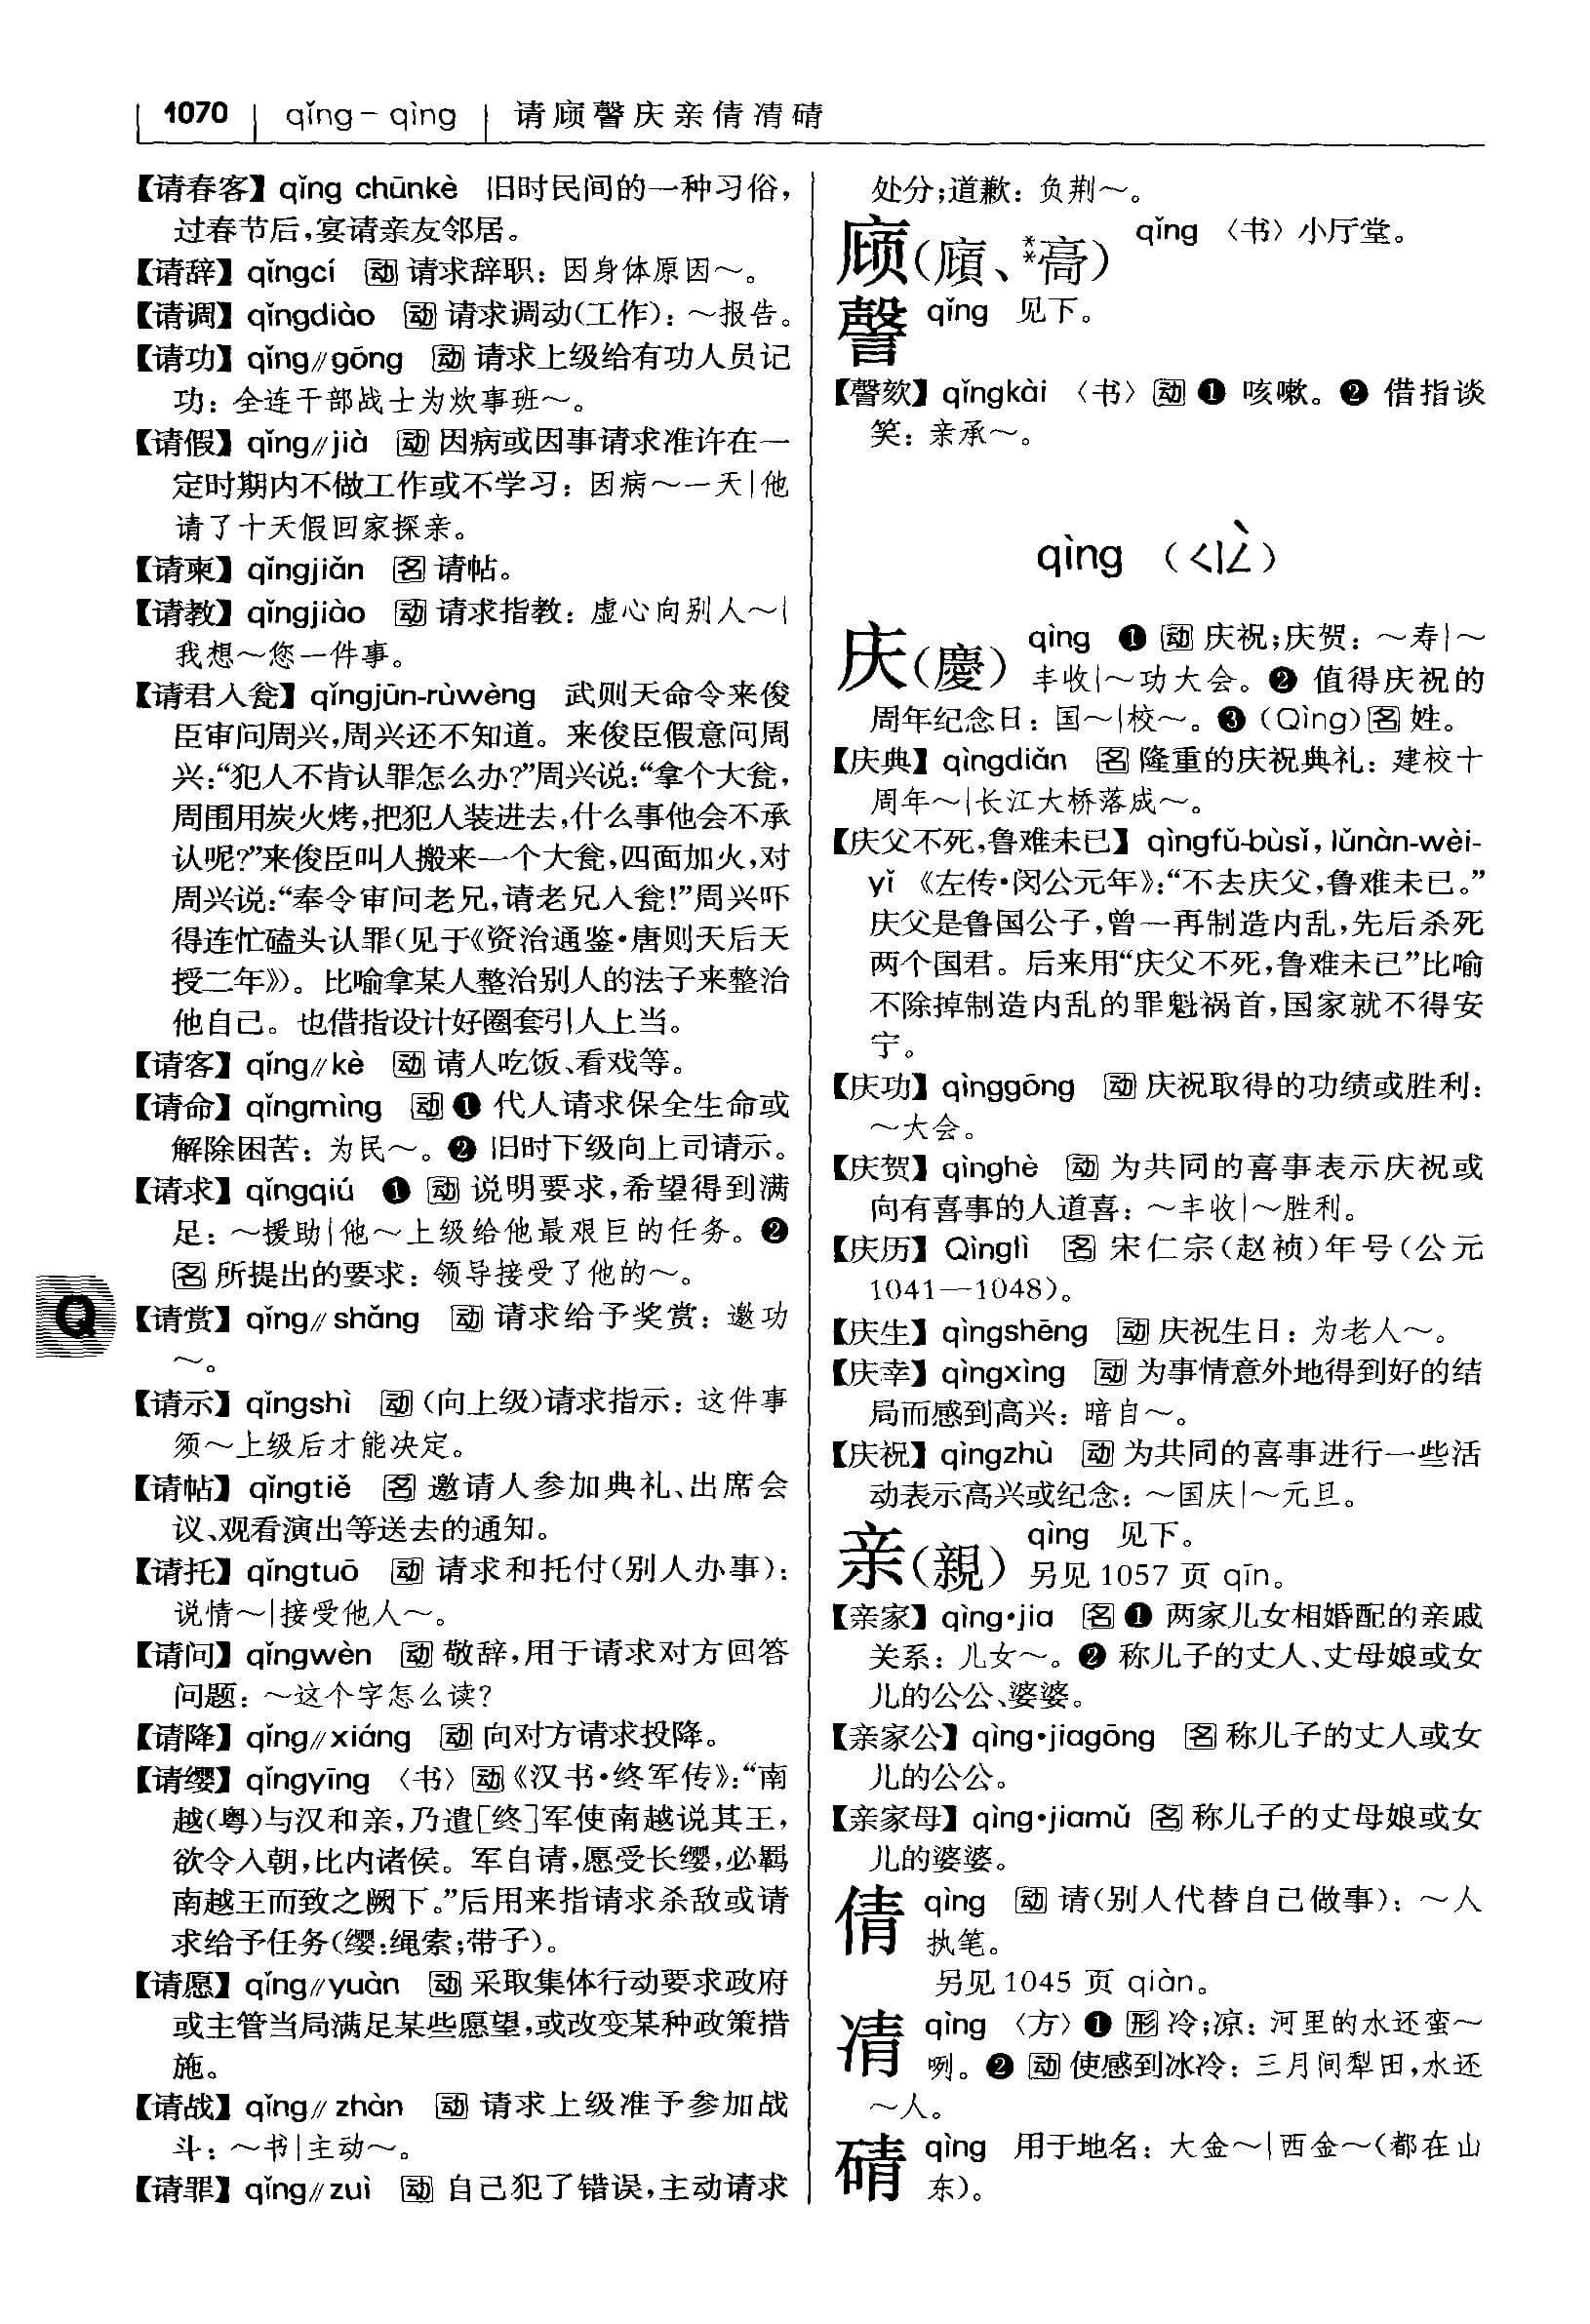 1070 qǐng–qìng 请庼謦庆亲倩凊碃
【请春客】qǐng chūnkè 旧时民间的一种习俗,
过春节后,宴请亲友邻居。
【请辞】qǐngcí 动 请求辞职：因身体原因～。
【请调】qǐngdiào 动 请求调动(工作)：～报告。
【请功】qǐng∥gōng 动 请求上级给有功人员记
功：全连干部战士为炊事班～。
【请假】qǐng∥jià 动 因病或因事请求准许在一
定时期内不做工作或不学习：因病～一天|他
请了十天假回家探亲。
【请柬】qǐngjiǎn 名 请帖。
【请教】qǐngjiào 动 请求指教：虚心向别人～|
我想～您一件事。
【请君入瓮】qǐngjūn-rùwèng 武则天命令来俊
臣审问周兴,周兴还不知道。来俊臣假意问周
兴:“犯人不肯认罪怎么办?”周兴说:“拿个大瓮,
周围用炭火烤,把犯人装进去,什么事他会不承
认呢?”来俊臣叫人搬来一个大瓮,四面加火,对
周兴说:“奉令审问老兄,请老兄入瓮!”周兴吓
得连忙磕头认罪(见于《资治通鉴·唐则天后天
授二年》)。比喻拿某人整治别人的法子来整治
他自己。也借指设计好圈套引人上当。
【请客】qǐng∥kè 动 请人吃饭、看戏等。
【请命】qǐngmìng 动 ❶ 代人请求保全生命或
解除困苦：为民～。❷ 旧时下级向上司请示。
【请求】qǐngqiú ❶ 动 说明要求,希望得到满
足：～援助|他～上级给他最艰巨的任务。❷
名 所提出的要求：领导接受了他的～。
Q
【请赏】qǐng∥shǎng 动 请求给予奖赏：邀功
～。
【请示】qǐngshì 动 (向上级)请求指示：这件事
须～上级后才能决定。
【请帖】qǐngtiě 名 邀请人参加典礼、出席会
议、观看演出等送去的通知。
【请托】qǐngtuō 动 请求和托付(别人办事)：
说情～|接受他人～。
【请问】qǐngwèn 动 敬辞,用于请求对方回答
问题：～这个字怎么读?
【请降】qǐng∥xiáng 动 向对方请求投降。
【请缨】qǐngyīng 〈书〉动《汉书·终军传》:“南
越(粤)与汉和亲,乃遣[终]军使南越说其王,
欲令入朝,比内诸侯。军自请,愿受长缨,必羁
南越王而致之阙下。”后用来指请求杀敌或请
求给予任务(缨:绳索;带子)。
【请愿】qǐng∥yuàn 动 采取集体行动要求政府
或主管当局满足某些愿望,或改变某种政策措
施。
【请战】qǐng∥zhàn 动 请求上级准予参加战
斗：～书|主动～。
【请罪】qǐng∥zuì 动 自己犯了错误,主动请求
处分;道歉：负荆～。
庼(廎、**䯧) qǐng 〈书〉小厅堂。
謦 qǐng 见下。
【謦欬】qǐngkài 〈书〉动 ❶ 咳嗽。❷ 借指谈
笑：亲承～。
qìng (ㄑㄧㄥˋ)
庆(慶) qìng ❶ 动 庆祝;庆贺：～寿|～
丰收|～功大会。❷ 值得庆祝的
周年纪念日：国～|校～。❸ (Qìng)名 姓。
【庆典】qìngdiǎn 名 隆重的庆祝典礼：建校十
周年～|长江大桥落成～。
【庆父不死,鲁难未已】qìngfǔ-bùsǐ, lǔnàn-wèi-
yǐ 《左传·闵公元年》:“不去庆父,鲁难未已。”
庆父是鲁国公子,曾一再制造内乱,先后杀死
两个国君。后来用“庆父不死,鲁难未已”比喻
不除掉制造内乱的罪魁祸首,国家就不得安
宁。
【庆功】qìnggōng 动 庆祝取得的功绩或胜利：
～大会。
【庆贺】qìnghè 动 为共同的喜事表示庆祝或
向有喜事的人道喜：～丰收|～胜利。
【庆历】Qìnglì 名 宋仁宗(赵祯)年号(公元
1041—1048)。
【庆生】qìngshēng 动 庆祝生日：为老人～。
【庆幸】qìngxìng 动 为事情意外地得到好的结
局而感到高兴：暗自～。
【庆祝】qìngzhù 动 为共同的喜事进行一些活
动表示高兴或纪念：～国庆|～元旦。
亲(親) qìng 见下。
另见 1057 页 qīn。
【亲家】qìng·jia 名 ❶ 两家儿女相婚配的亲戚
关系：儿女～。❷ 称儿子的丈人、丈母娘或女
儿的公公、婆婆。
【亲家公】qìng·jiagōng 名 称儿子的丈人或女
儿的公公。
【亲家母】qìng·jiamǔ 名 称儿子的丈母娘或女
儿的婆婆。
倩 qìng 动 请(别人代替自己做事)：～人
执笔。
另见 1045 页 qiàn。
凊 qìng 〈方〉❶ 形 冷;凉：河里的水还蛮～
咧。❷ 动 使感到冰冷：三月间犁田,水还
～人。
碃 qìng 用于地名：大金～|西金～(都在山
东)。